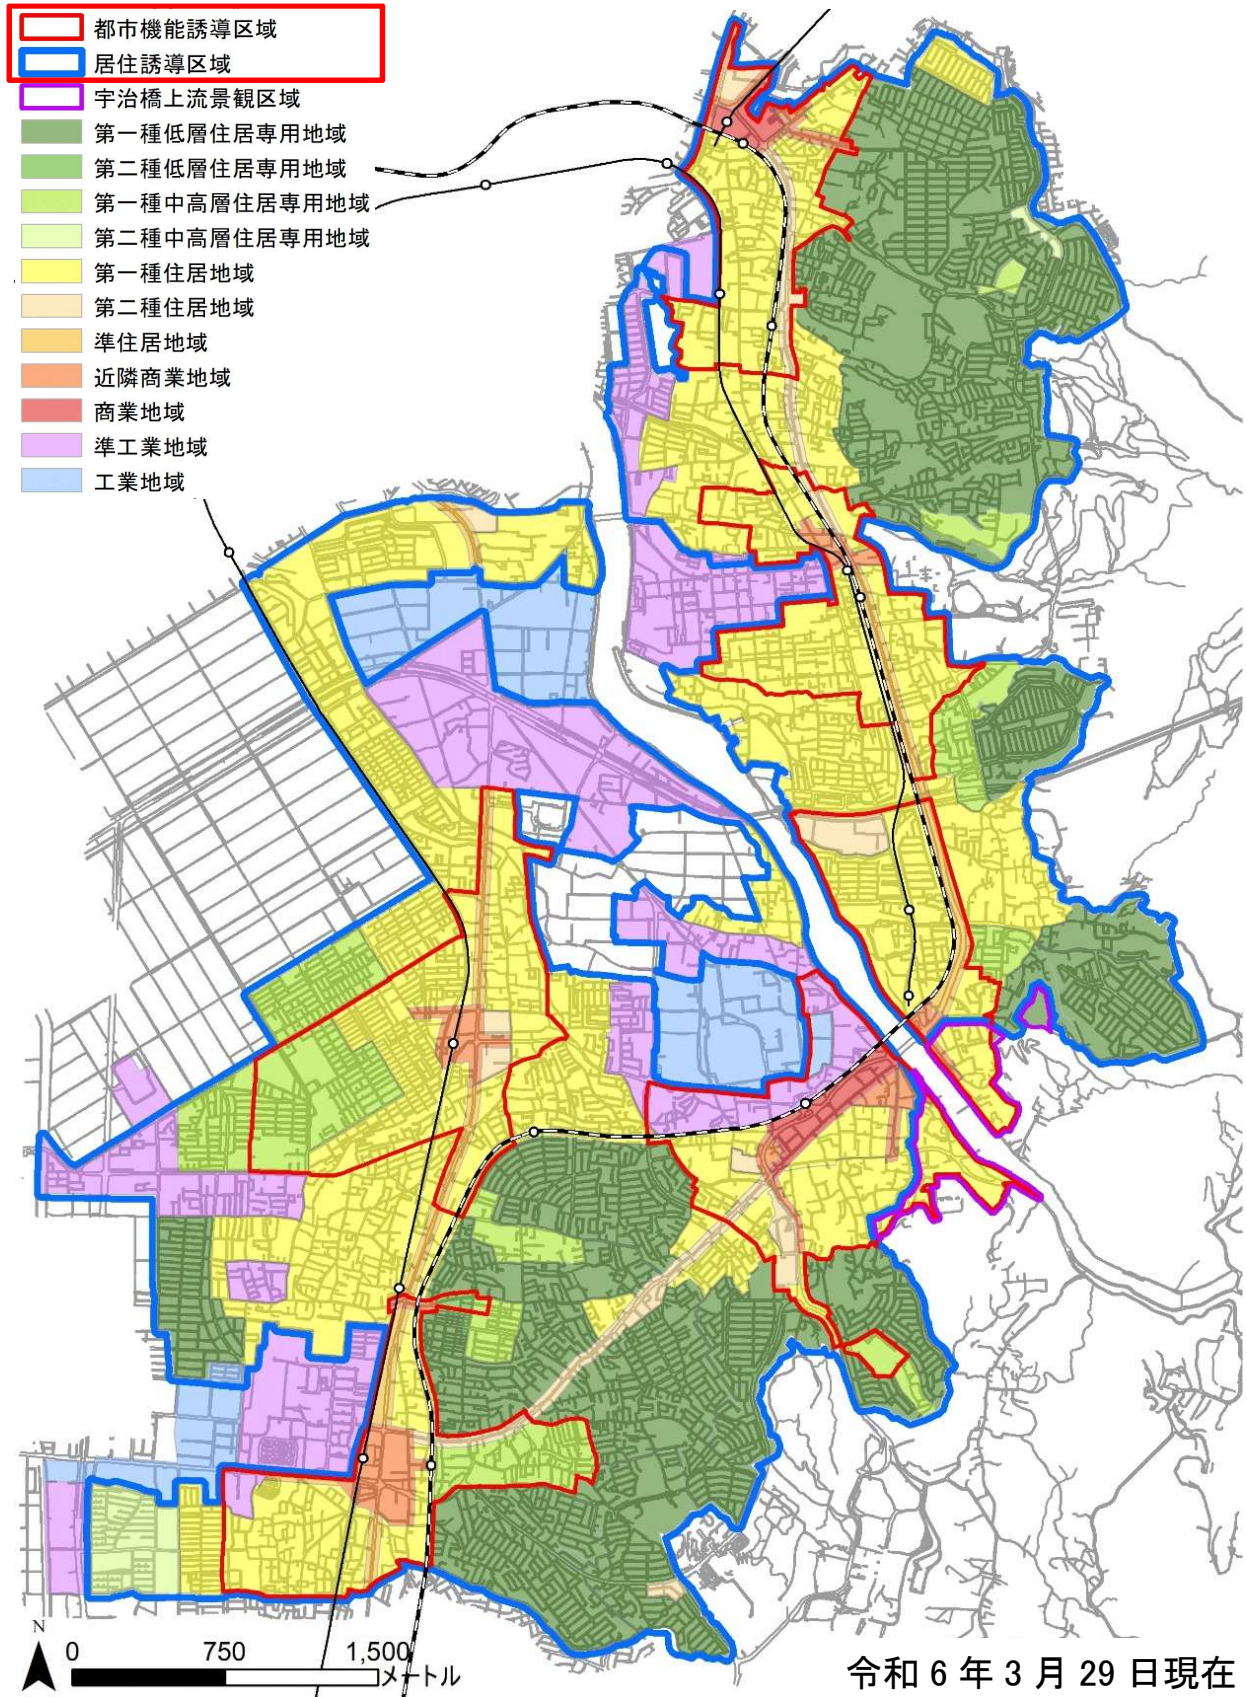 都市機能誘導区域
居住誘導区域
宇治橋上流景観区域
第一種低層住居専用地域
第二種低層住居専用地域
第一種中高層住居専用地域
第二種中高層住居専用地域
第一種住居地域
第二種住居地域
準住居地域
近隣商業地域
商業地域
準工業地域
工業地域
N
0 750 1,500
メートル
令和 6 年 3 月 29 日現在